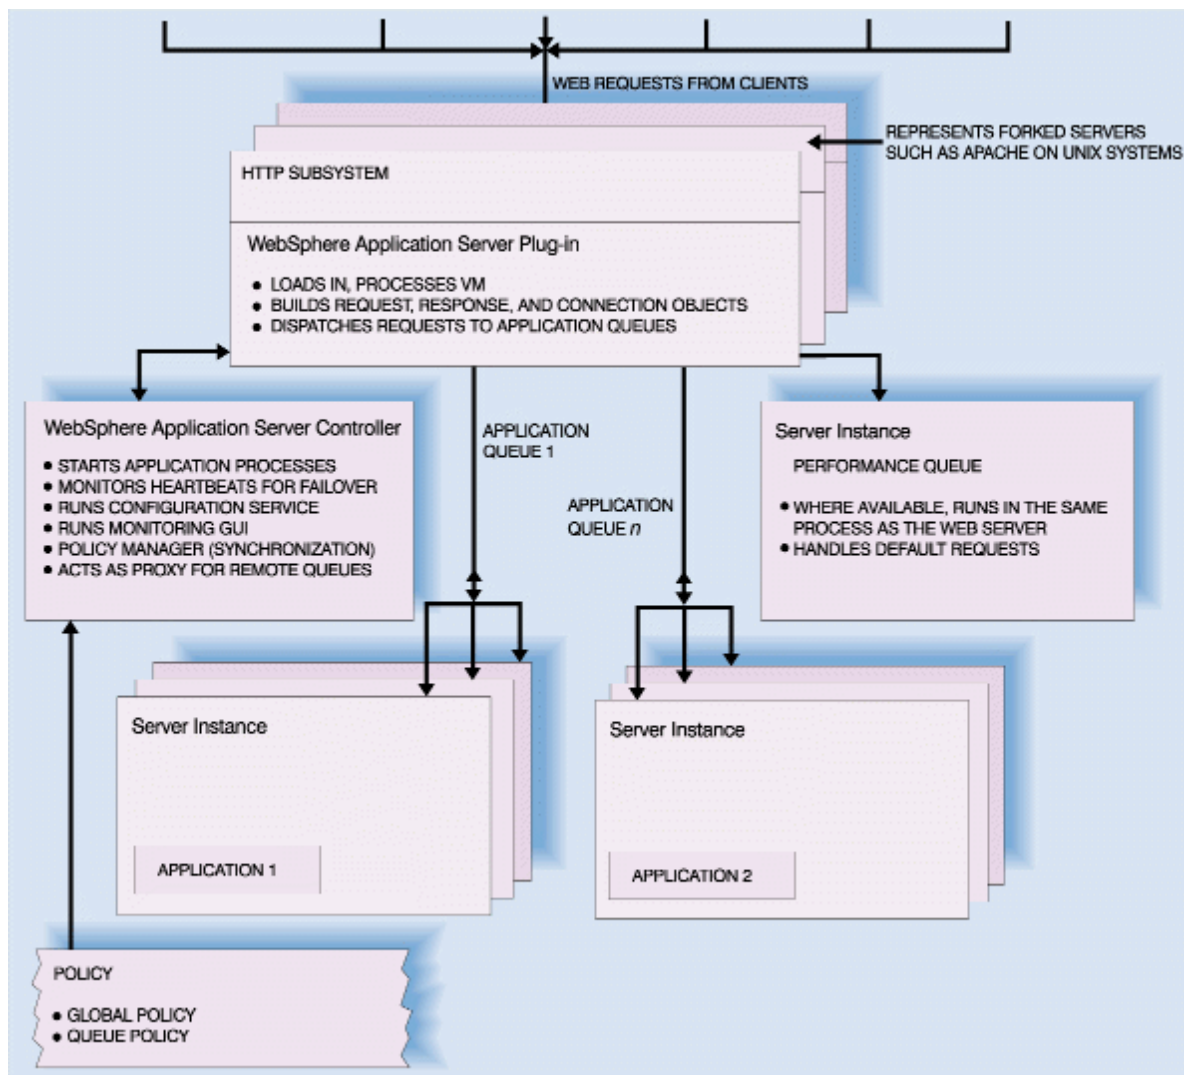 WEB REQUESTS FROM CLIENTS
REPRESENTS FORKED SERVERS
SUCH AS APACHE ON UNIX SYSTEMS
HTTP SUBSYSTEM
WebSphere Application Server Plug-in
● LOADS IN, PROCESSES VM
● BUILDS REQUEST, RESPONSE, AND CONNECTION OBJECTS
● DISPATCHES REQUESTS TO APPLICATION QUEUES
WebSphere Application Server Controller
● STARTS APPLICATION PROCESSES
● MONITORS HEARTBEATS FOR FAILOVER
● RUNS CONFIGURATION SERVICE
● RUNS MONITORING GUI
● POLICY MANAGER (SYNCHRONIZATION)
● ACTS AS PROXY FOR REMOTE QUEUES
APPLICATION
QUEUE 1
APPLICATION
QUEUE n
Server Instance
PERFORMANCE QUEUE
● WHERE AVAILABLE, RUNS IN THE SAME
PROCESS AS THE WEB SERVER
● HANDLES DEFAULT REQUESTS
Server Instance
APPLICATION 1
Server Instance
APPLICATION 2
POLICY
● GLOBAL POLICY
● QUEUE POLICY